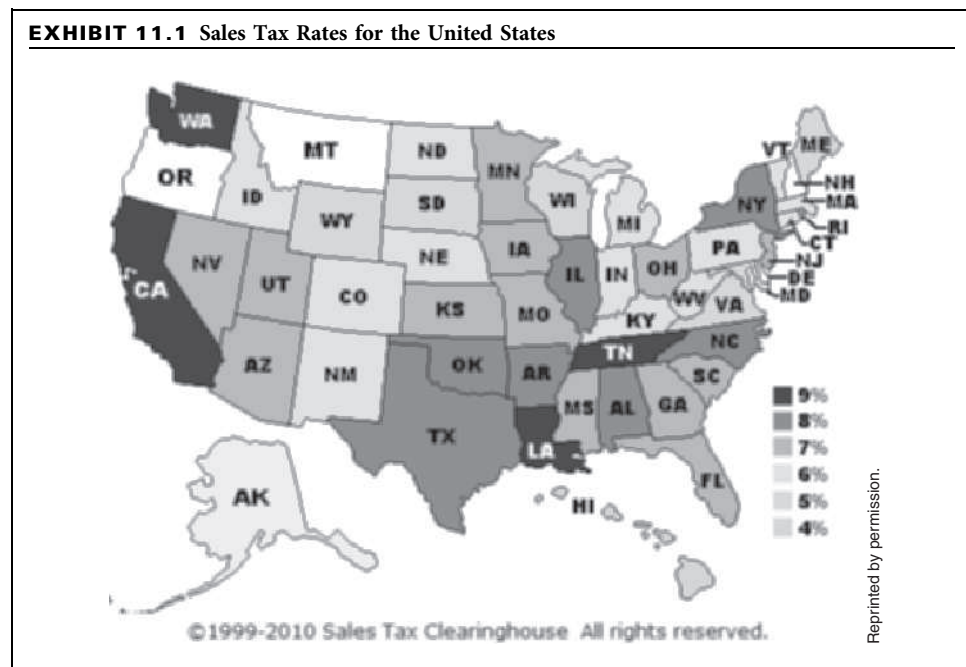 EXHIBIT 11.1 Sales Tax Rates for the United States
WA
MT
ND
MN
VT
ME
OR
ID
SD
WI
NH
MA
WY
MI
NY
RI
CT
NE
IA
PA
NJ
NV
UT
IL
IN
OH
DE
CA
CO
WV
VA
MD
KS
MO
KY
AZ
NM
OK
AR
TN
NC
SC
MS
AL
GA
TX
LA
FL
AK
HI
9%
8%
7%
6%
5%
4%
Reprinted by permission.
©1999-2010 Sales Tax Clearinghouse All rights reserved.